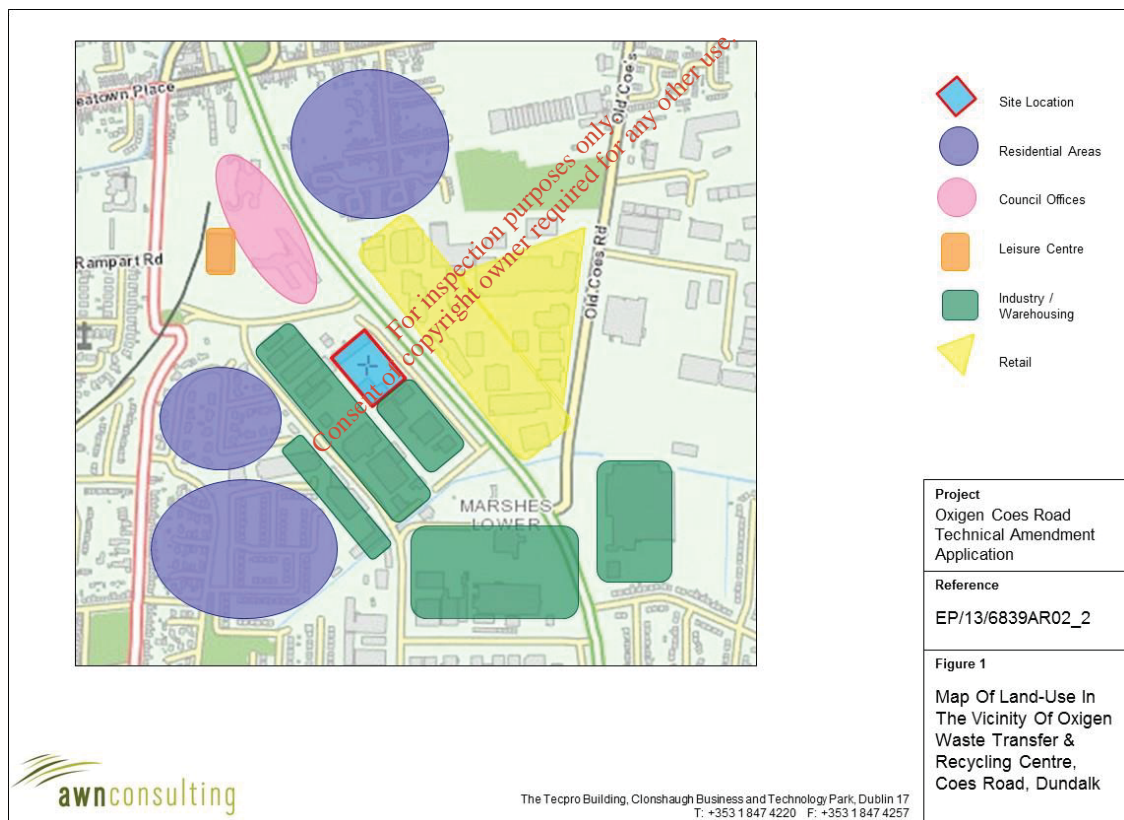 eatown Place
Old Coe's
Rampart Rd
Old Coes Rd
MARSHES
LOWER
For inspection purposes only.
Consent of copyright owner required for any other use.
Site Location
Residential Areas
Council Offices
Leisure Centre
Industry /
Warehousing
Retail
Project
Oxigen Coes Road
Technical Amendment
Application
Reference
EP/13/6839AR02_2
Figure 1
Map Of Land-Use In
The Vicinity Of Oxigen
Waste Transfer &
Recycling Centre,
Coes Road, Dundalk
awnconsulting
The Tecpro Building, Clonshaugh Business and Technology Park, Dublin 17
T: +353 1 847 4220 F: +353 1 847 4257